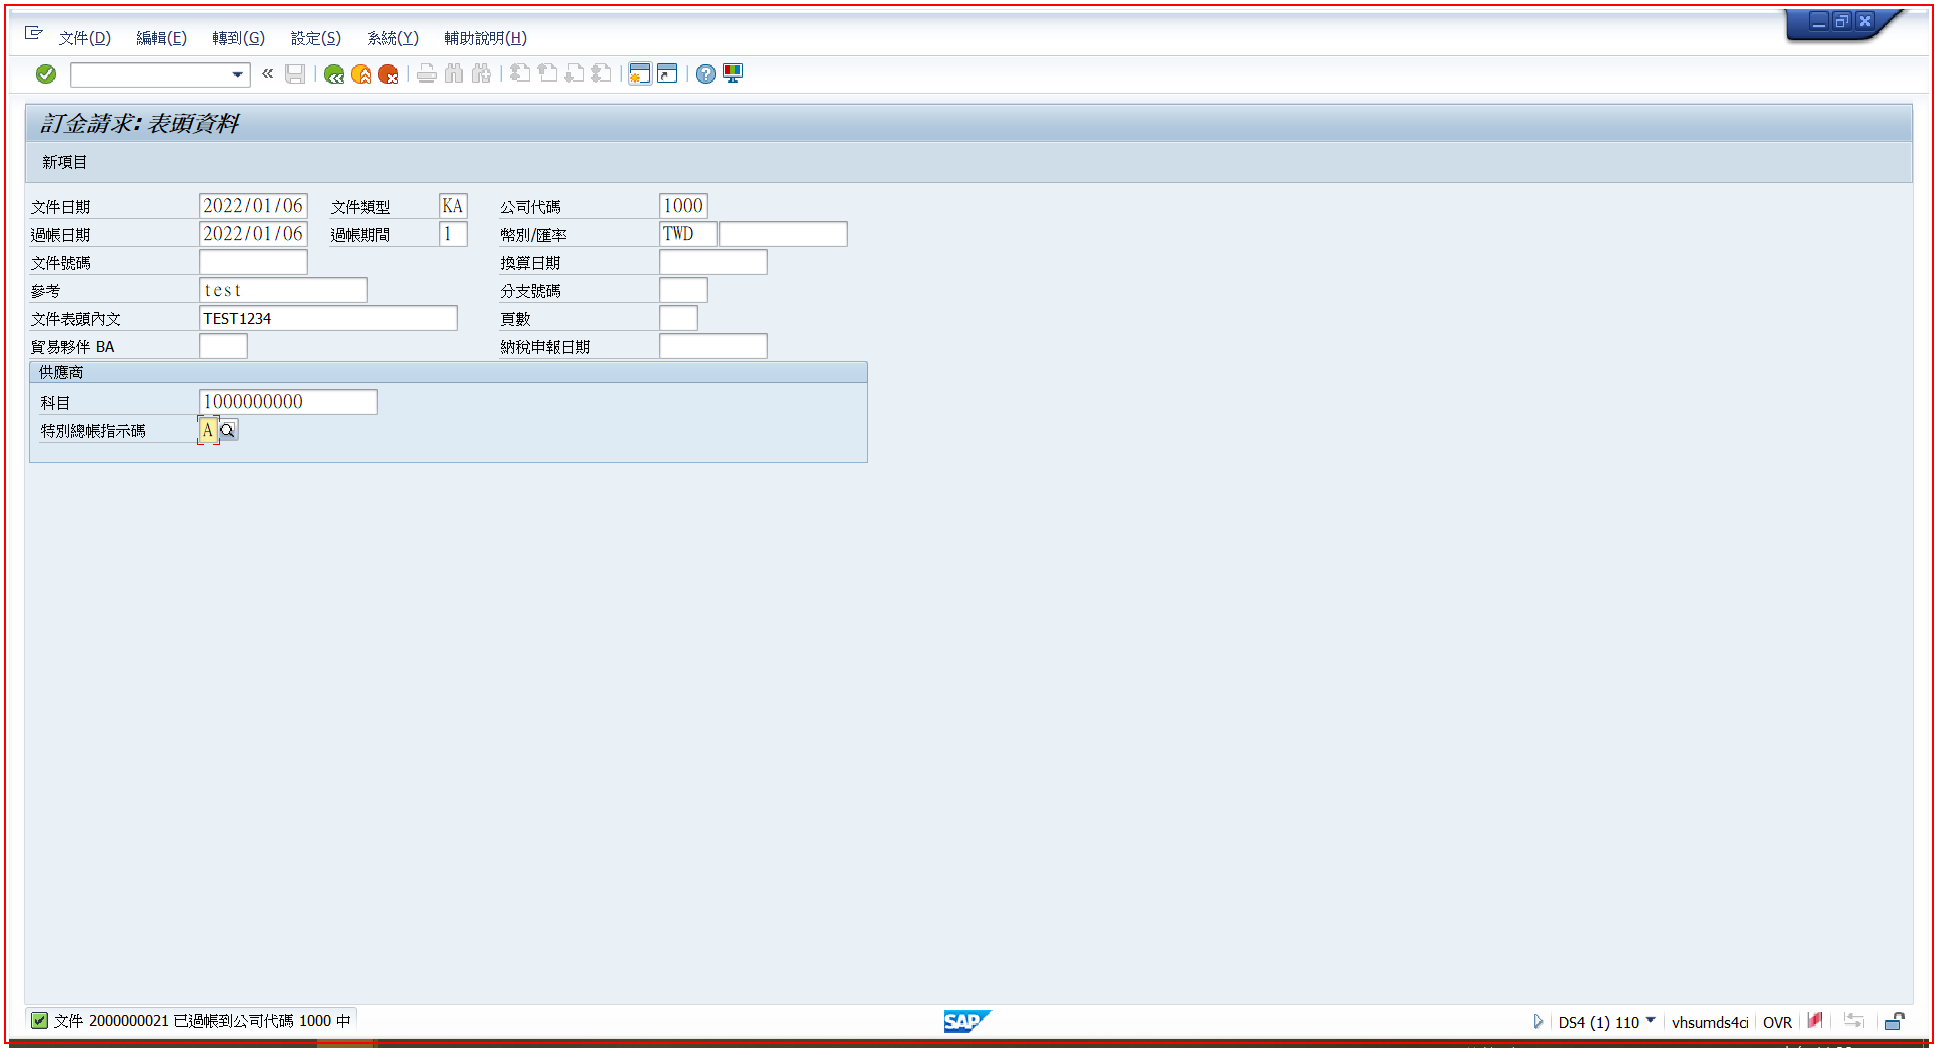 文件(D) 編輯(E) 轉到(G) 設定(S) 系統(Y) 輔助說明(H)
訂金請求: 表頭資料
新項目
文件日期 2022/01/06 文件類型 KA 公司代碼 1000
過帳日期 2022/01/06 過帳期間 1 幣別/匯率 TWD
文件號碼 換算日期
參考 test 分支號碼
文件表頭內文 TEST1234 頁數
貿易夥伴 BA 納稅申報日期
供應商
科目 1000000000
特別總帳指示碼 A
文件 2000000021 已過帳到公司代碼 1000 中 SAP DS4 (1) 110 vhsumds4ci OVR